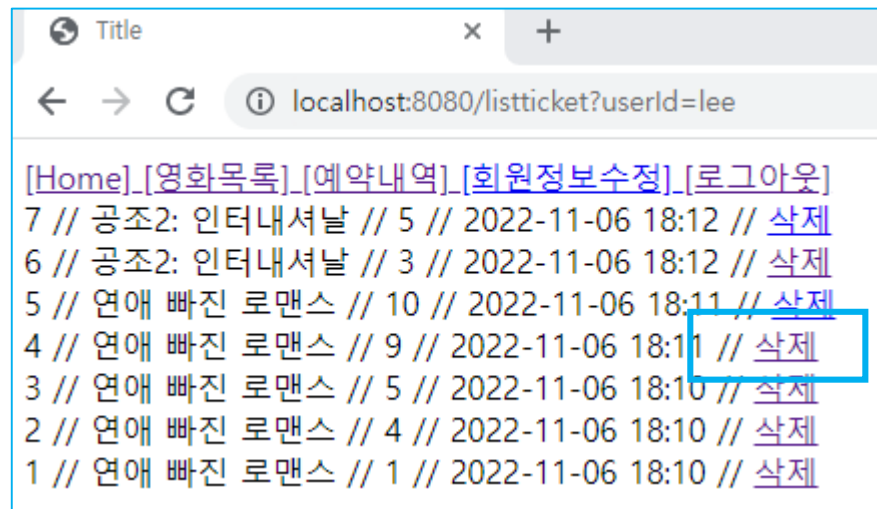 Title
localhost:8080/listticket?userId=lee
[Home] [영화목록] [예약내역] [회원정보수정] [로그아웃]
7 // 공조2: 인터내셔날 // 5 // 2022-11-06 18:12 // 삭제
6 // 공조2: 인터내셔날 // 3 // 2022-11-06 18:12 // 삭제
5 // 연애 빠진 로맨스 // 10 // 2022-11-06 18:11 // 삭제
4 // 연애 빠진 로맨스 // 9 // 2022-11-06 18:11 // 삭제
3 // 연애 빠진 로맨스 // 5 // 2022-11-06 18:10 // 삭제
2 // 연애 빠진 로맨스 // 4 // 2022-11-06 18:10 // 삭제
1 // 연애 빠진 로맨스 // 1 // 2022-11-06 18:10 // 삭제